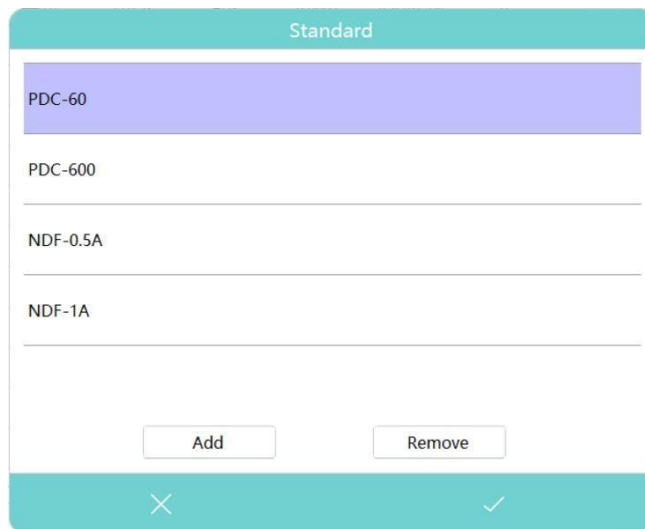 Standard
PDC-60
PDC-600
NDF-0.5A
NDF-1A
Add
Remove